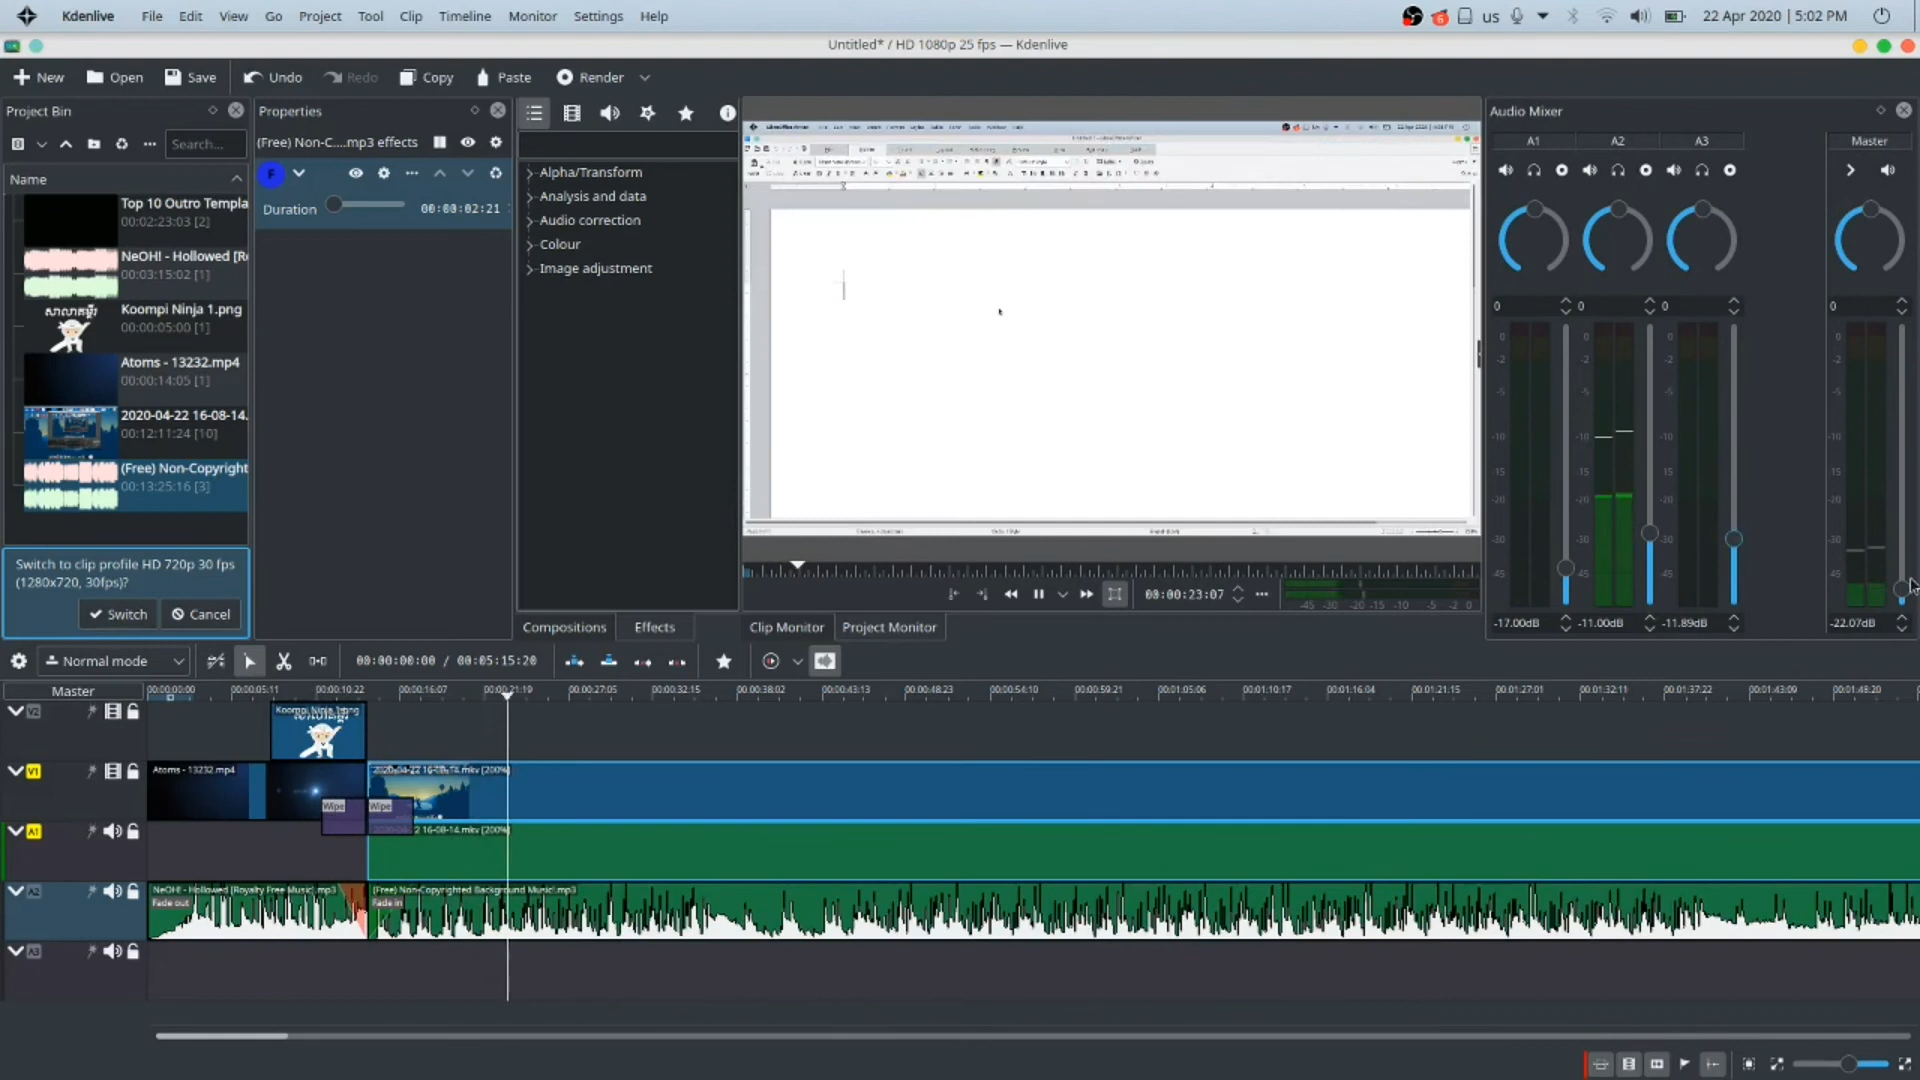 Kdenlive File Edit View Go Project Tool Clip Timeline Monitor Settings Help
us 22 Apr 2020 | 5:02 PM
Untitled* / HD 1080p 25 fps — Kdenlive
New Open Save Undo Redo Copy Paste Render
Project Bin
Search...
Name
Top 10 Outro Templa
00:02:23:03 [2]
NeOH! - Hollowed [R
00:03:15:02 [1]
Koompi Ninja 1.png
00:00:05:00 [1]
Atoms - 13232.mp4
00:00:14:05 [1]
2020-04-22 16-08-14.
00:12:11:24 [10]
(Free) Non-Copyright
00:13:25:16 [3]
Switch to clip profile HD 720p 30 fps
(1280x720, 30fps)?
Switch Cancel
Properties
(Free) Non-C....mp3 effects
F
Duration 00:00:02:21
Alpha/Transform
Analysis and data
Audio correction
Colour
Image adjustment
Compositions Effects
00:00:23:07
-45 -30 -20 -15 -10 -5 -2 0
Clip Monitor Project Monitor
Audio Mixer
A1 A2 A3 Master
0 0 0 0
-17.00dB -11.00dB -11.89dB -22.07dB
Normal mode 00:00:00:00 / 00:05:15:20
Master
00:00:00:00 00:00:05:11 00:00:10:22 00:00:16:07 00:00:21:19 00:00:27:05 00:00:32:15 00:00:38:02 00:00:43:13 00:00:48:23 00:00:54:10 00:00:59:21 00:01:05:06 00:01:10:17 00:01:16:04 00:01:21:15 00:01:27:01 00:01:32:11 00:01:37:22 00:01:43:09 00:01:48:20
V2
Koompi Ninja 1.png
V1
Atoms - 13232.mp4
2020-04-22 16-08-14.mkv [200%]
Wipe Wipe
A1
16-08-14.mkv [200%]
A2
NeOH! - Hollowed [Royalty Free Music].mp3
Fade out
(Free) Non-Copyrighted Background Music!.mp3
Fade in
A3